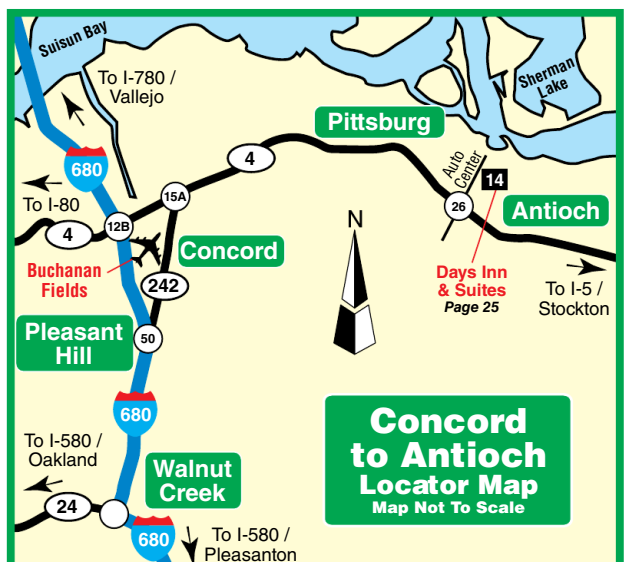 Suisun Bay
To I-780 /
Vallejo
Sherman
Lake
Pittsburg
680
4
Auto
Center
14
To I-80
15A
26
Antioch
4
12B
N
Concord
Buchanan
Fields
242
Days Inn
& Suites
Page 25
To I-5 /
Stockton
Pleasant
Hill
50
680
Concord
to Antioch
Locator Map
Map Not To Scale
To I-580 /
Oakland
Walnut
Creek
24
680
To I-580 /
Pleasanton